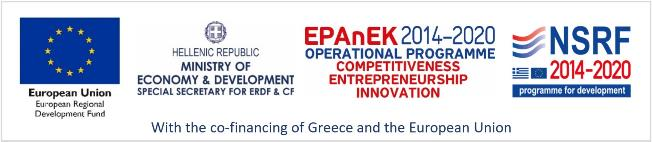 European Union
European Regional
Development Fund
HELLENIC REPUBLIC
MINISTRY OF
ECONOMY & DEVELOPMENT
SPECIAL SECRETARY FOR ERDF & CF
EPAnEK 2014-2020
OPERATIONAL PROGRAMME
COMPETITIVENESS
ENTREPRENEURSHIP
INNOVATION
NSRF
2014-2020
programme for development
With the co-financing of Greece and the European Union